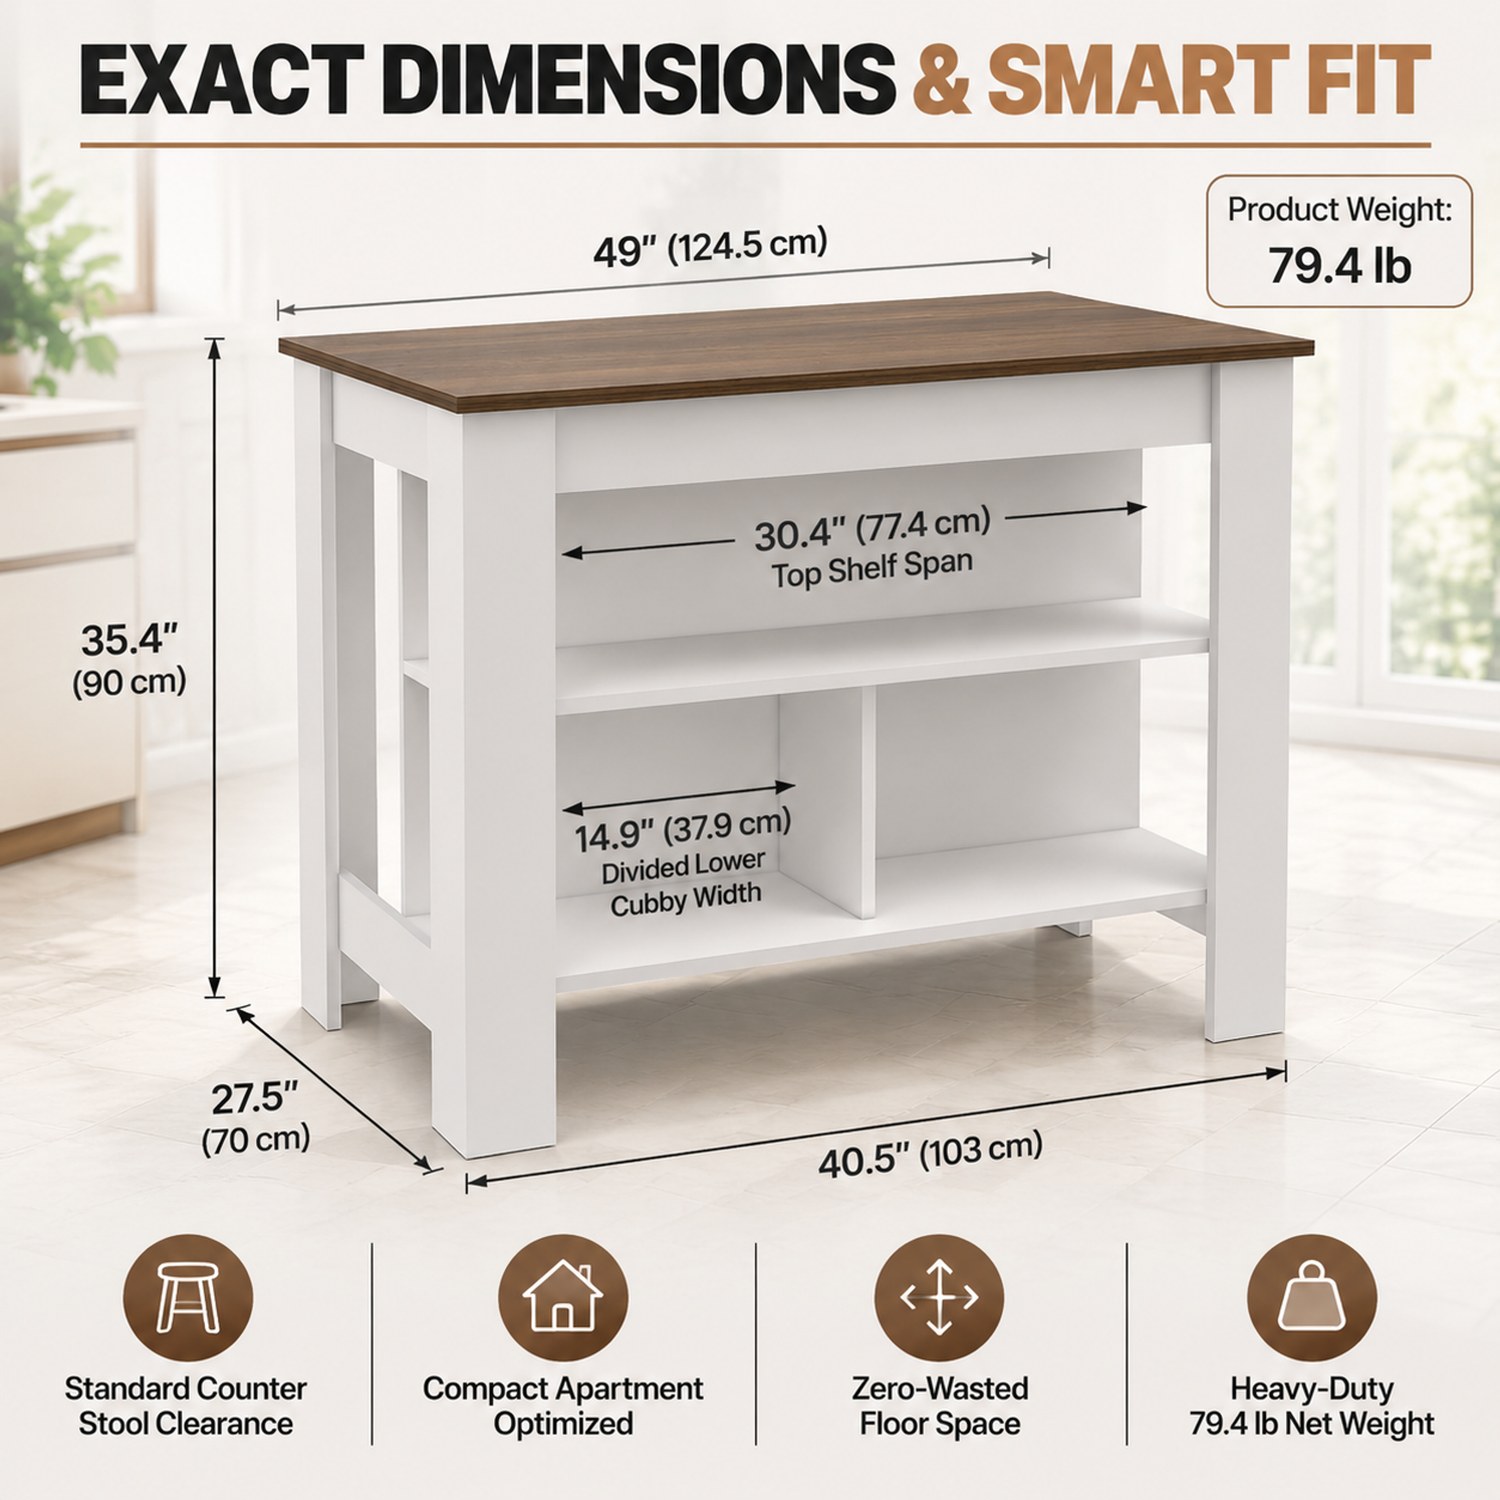 EXACT DIMENSIONS & SMART FIT
Product Weight:
79.4 lb
49" (124.5 cm)
30.4" (77.4 cm)
Top Shelf Span
35.4"
(90 cm)
14.9" (37.9 cm)
Divided Lower
Cubby Width
27.5"
(70 cm)
40.5" (103 cm)
Standard Counter
Stool Clearance
Compact Apartment
Optimized
Zero-Wasted
Floor Space
Heavy-Duty
79.4 lb Net Weight